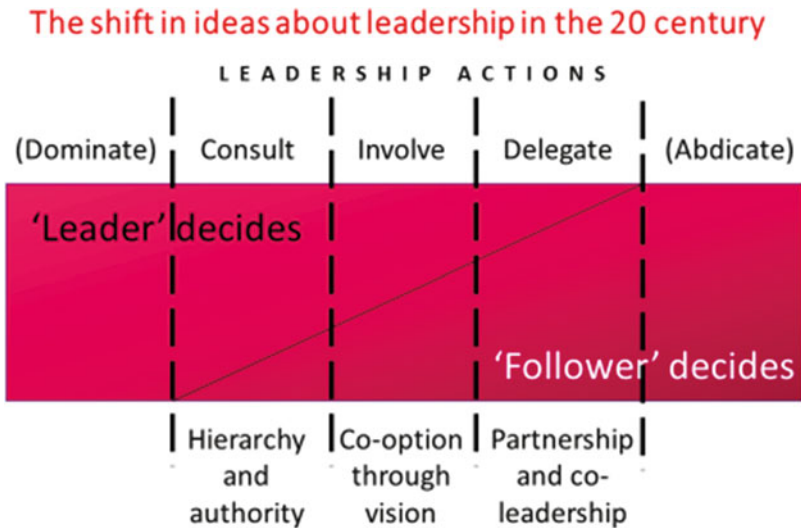 The shift in ideas about leadership in the 20 century
LEADERSHIP ACTIONS
(Dominate) Consult Involve Delegate (Abdicate)
‘Leader’ decides
‘Follower’ decides
Hierarchy and authority
Co-option through vision
Partnership and co-leadership